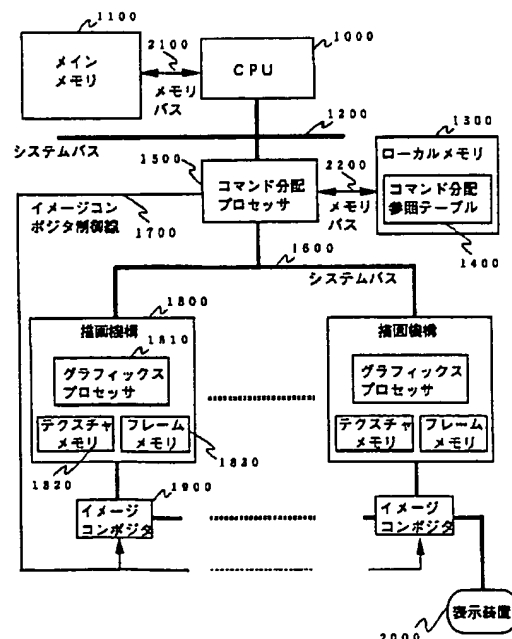 1100
メイン
メモリ
2100
メモリ
バス
1000
CPU
1200
システムバス
1500
コマンド分配
プロセッサ
2200
メモリ
バス
1300
ローカルメモリ
コマンド分配
参照テーブル
1400
イメージコン
ポジタ制御線
1700
1600
システムバス
1800
描画機構
1810
グラフィックス
プロセッサ
テクスチャ
メモリ
フレーム
メモリ
1820
1820
描画機構
グラフィックス
プロセッサ
テクスチャ
メモリ
フレーム
メモリ
1900
イメージ
コンポジタ
イメージ
コンポジタ
表示装置
2000